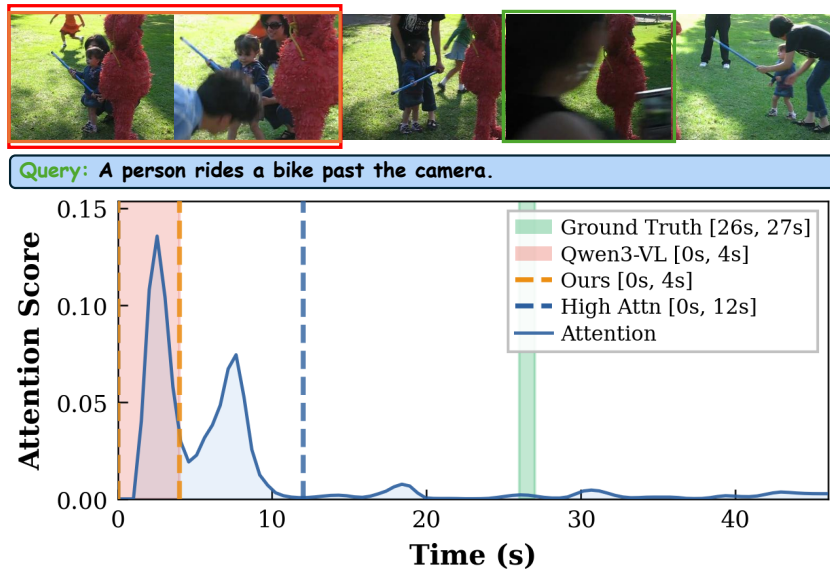 Query: A person rides a bike past the camera.
0.15
0.10
0.05
0.00
Attention Score
Ground Truth [26s, 27s]
Qwen3-VL [0s, 4s]
Ours [0s, 4s]
High Attn [0s, 12s]
Attention
0 10 20 30 40
Time (s)